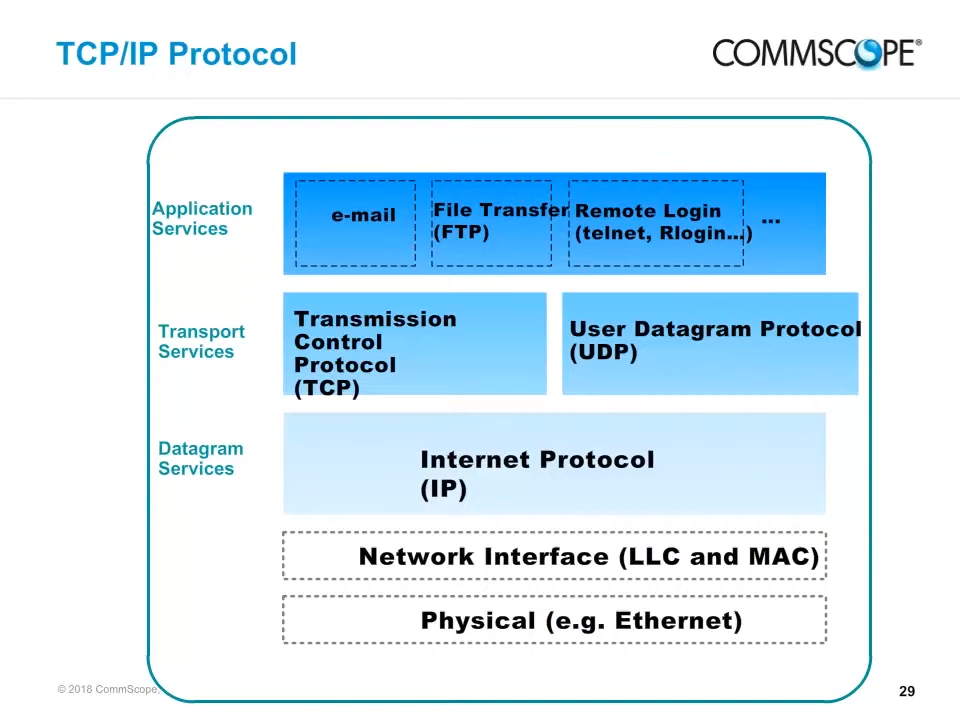 TCP/IP Protocol
COMMSCOPE®
Application
Services
e-mail
File Transfer
(FTP)
Remote Login
(telnet, Rlogin...)
...
Transport
Services
Transmission
Control
Protocol
(TCP)
User Datagram Protocol
(UDP)
Datagram
Services
Internet Protocol
(IP)
Network Interface (LLC and MAC)
Physical (e.g. Ethernet)
© 2018 CommScope,
29